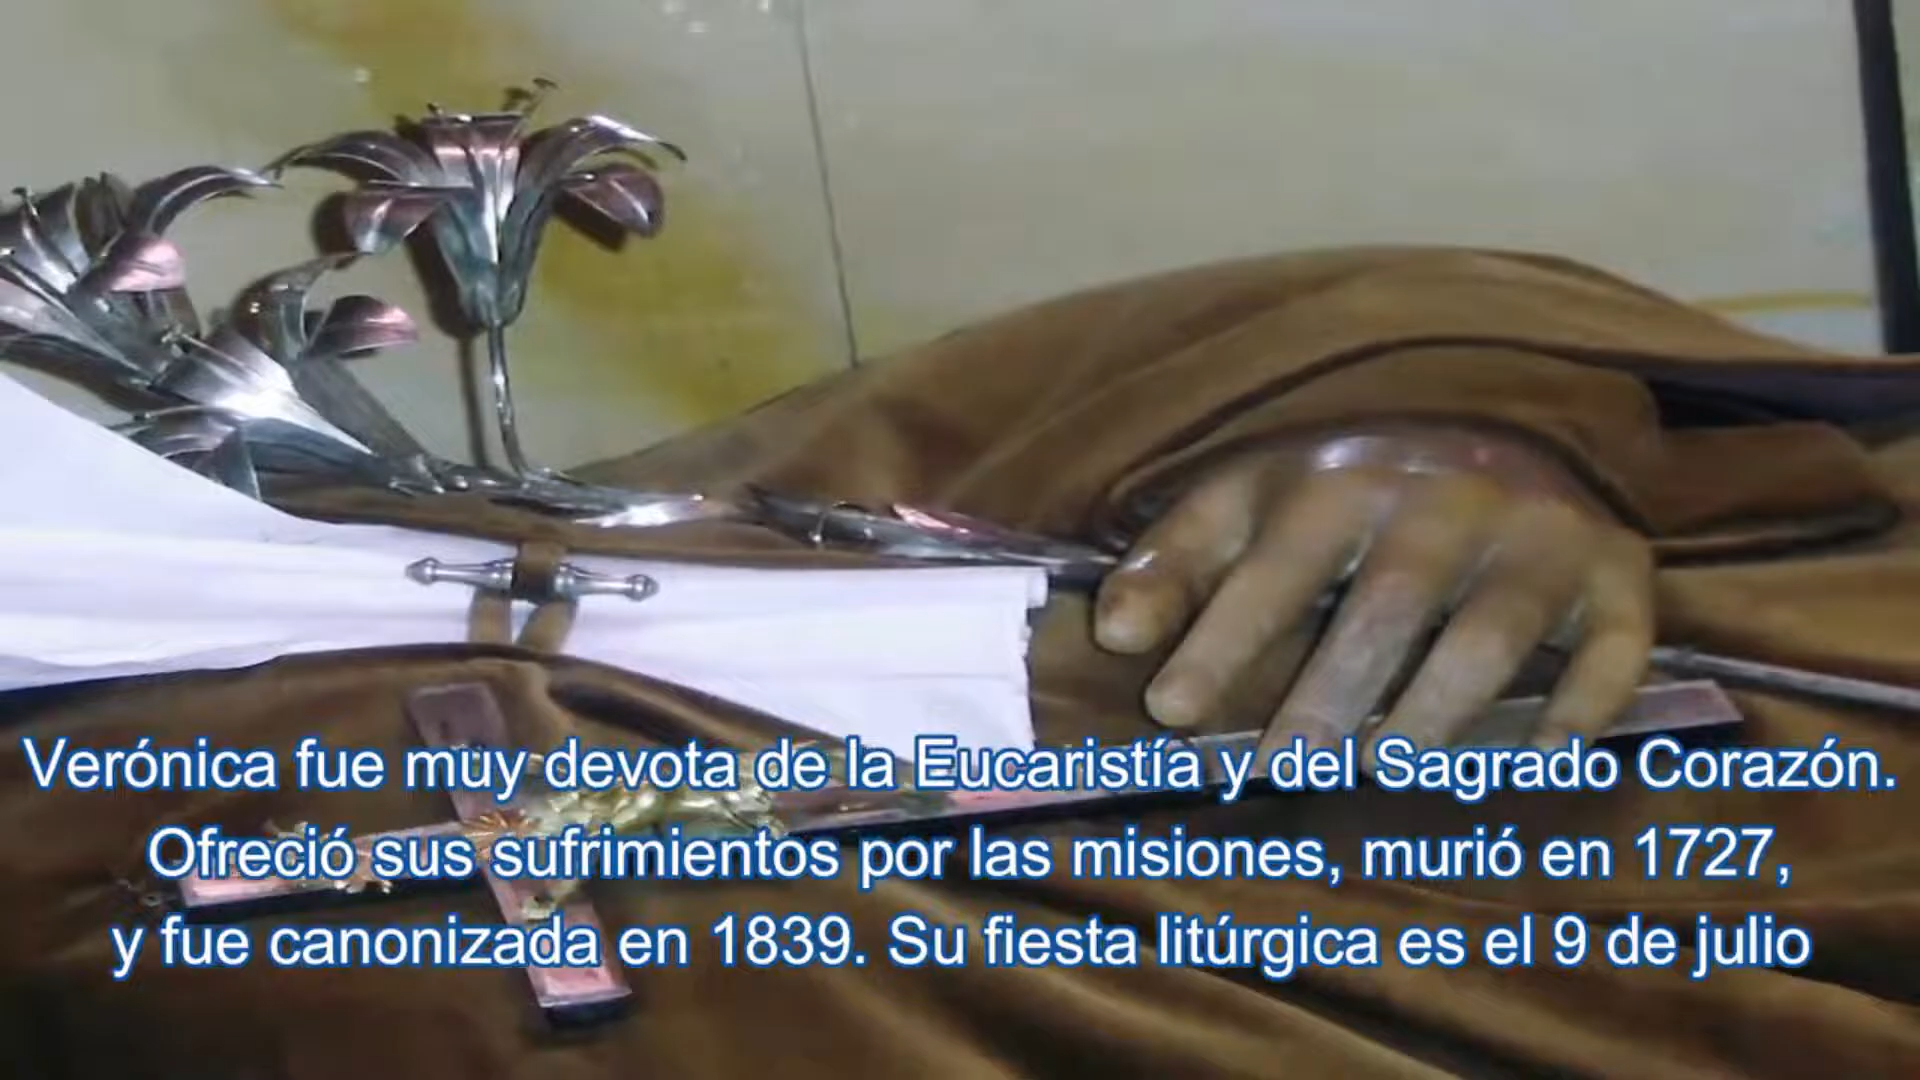 Verónica fue muy devota de la Eucaristía y del Sagrado Corazón.
Ofreció sus sufrimientos por las misiones, murió en 1727,
y fue canonizada en 1839. Su fiesta litúrgica es el 9 de julio